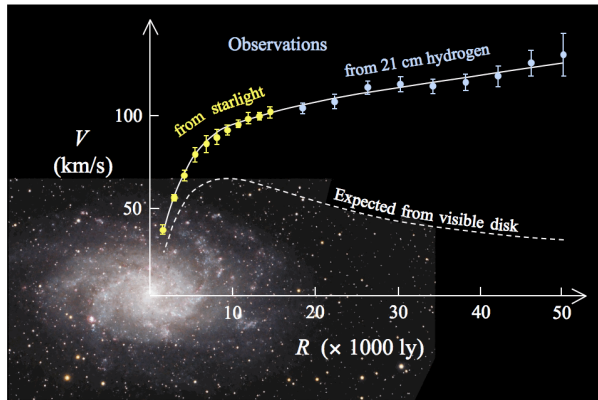 Observations
from 21 cm hydrogen
from starlight
100
V
(km/s)
50
Expected from visible disk
10
20
30
40
50
R (× 1000 ly)